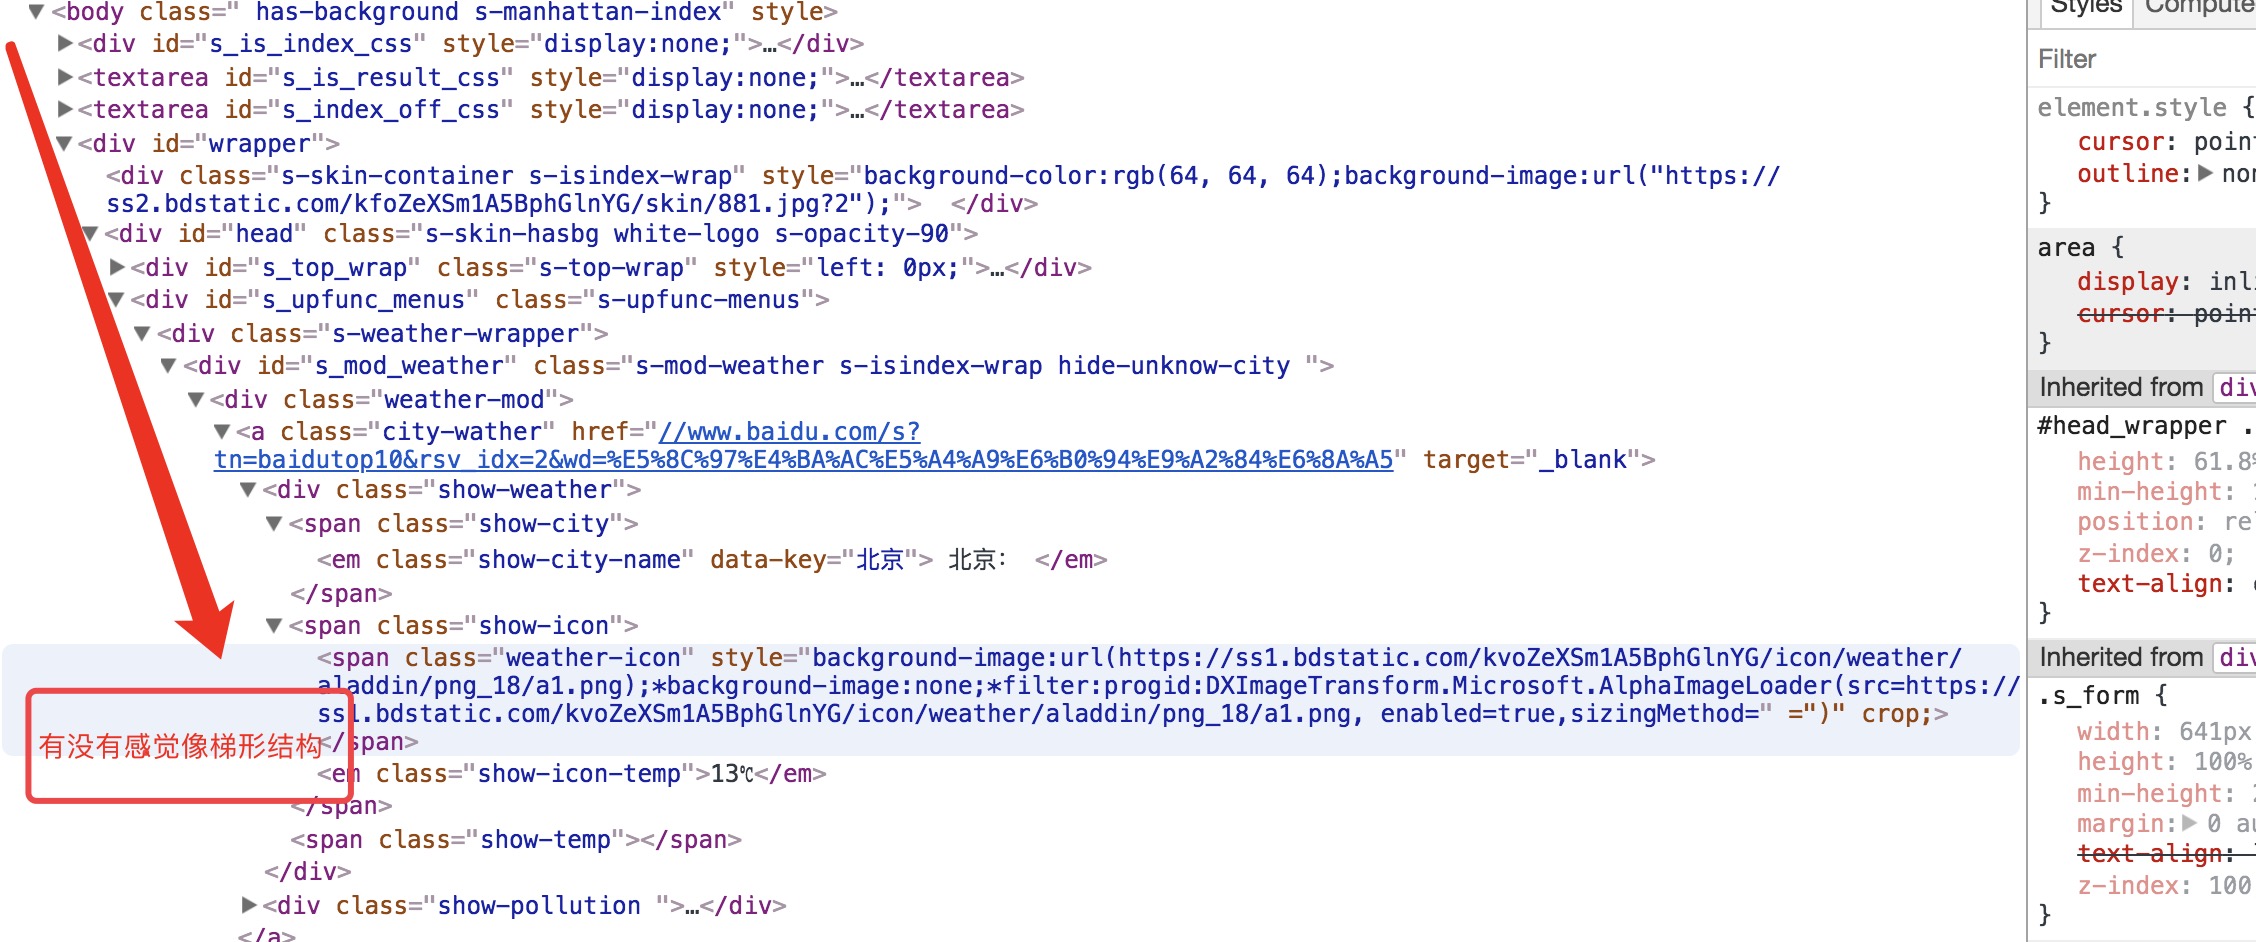 ▼<body class=" has-background s-manhattan-index" style>
▶<div id="s_is_index_css" style="display:none;">…</div>
▶<textarea id="s_is_result_css" style="display:none;">…</textarea>
▶<textarea id="s_index_off_css" style="display:none;">…</textarea>
▼<div id="wrapper">
<div class="s-skin-container s-isindex-wrap" style="background-color:rgb(64, 64, 64);background-image:url("https://
ss2.bdstatic.com/kfoZeXSm1A5BphGlnYG/skin/881.jpg?2");">  </div>
▼<div id="head" class="s-skin-hasbg white-logo s-opacity-90">
▶<div id="s_top_wrap" class="s-top-wrap" style="left: 0px;">…</div>
▼<div id="s_upfunc_menus" class="s-upfunc-menus">
▼<div class="s-weather-wrapper">
▼<div id="s_mod_weather" class="s-mod-weather s-isindex-wrap hide-unknow-city ">
▼<div class="weather-mod">
▼<a class="city-wather" href="//www.baidu.com/s?
tn=baidutop10&rsv_idx=2&wd=%E5%8C%97%E4%BA%AC%E5%A4%A9%E6%B0%94%E9%A2%84%E6%8A%A5" target="_blank">
▼<div class="show-weather">
▼<span class="show-city">
<em class="show-city-name" data-key="北京"> 北京： </em>
</span>
▼<span class="show-icon">
<span class="weather-icon" style="background-image:url(https://ss1.bdstatic.com/kvoZeXSm1A5BphGlnYG/icon/weather/
aladdin/png_18/a1.png);*background-image:none;*filter:progid:DXImageTransform.Microsoft.AlphaImageLoader(src=https://
ss1.bdstatic.com/kvoZeXSm1A5BphGlnYG/icon/weather/aladdin/png_18/a1.png, enabled=true,sizingMethod=" =")" crop;>
</span>
有没有感觉像梯形结构
<em class="show-icon-temp">13℃</em>
</span>
<span class="show-temp"></span>
</div>
▶<div class="show-pollution ">…</div>
</a>
Styles Compute
Filter
element.style {
cursor: point
outline:▶non
}
area {
display: inli
cursor: point
}
Inherited from div
#head_wrapper .
height: 61.8%
min-height: 
position: re
z-index: 0;
text-align: 
}
Inherited from div
.s_form {
width: 641px
height: 100%
min-height: 
margin:▶0 au
text-align: 
z-index: 100
}